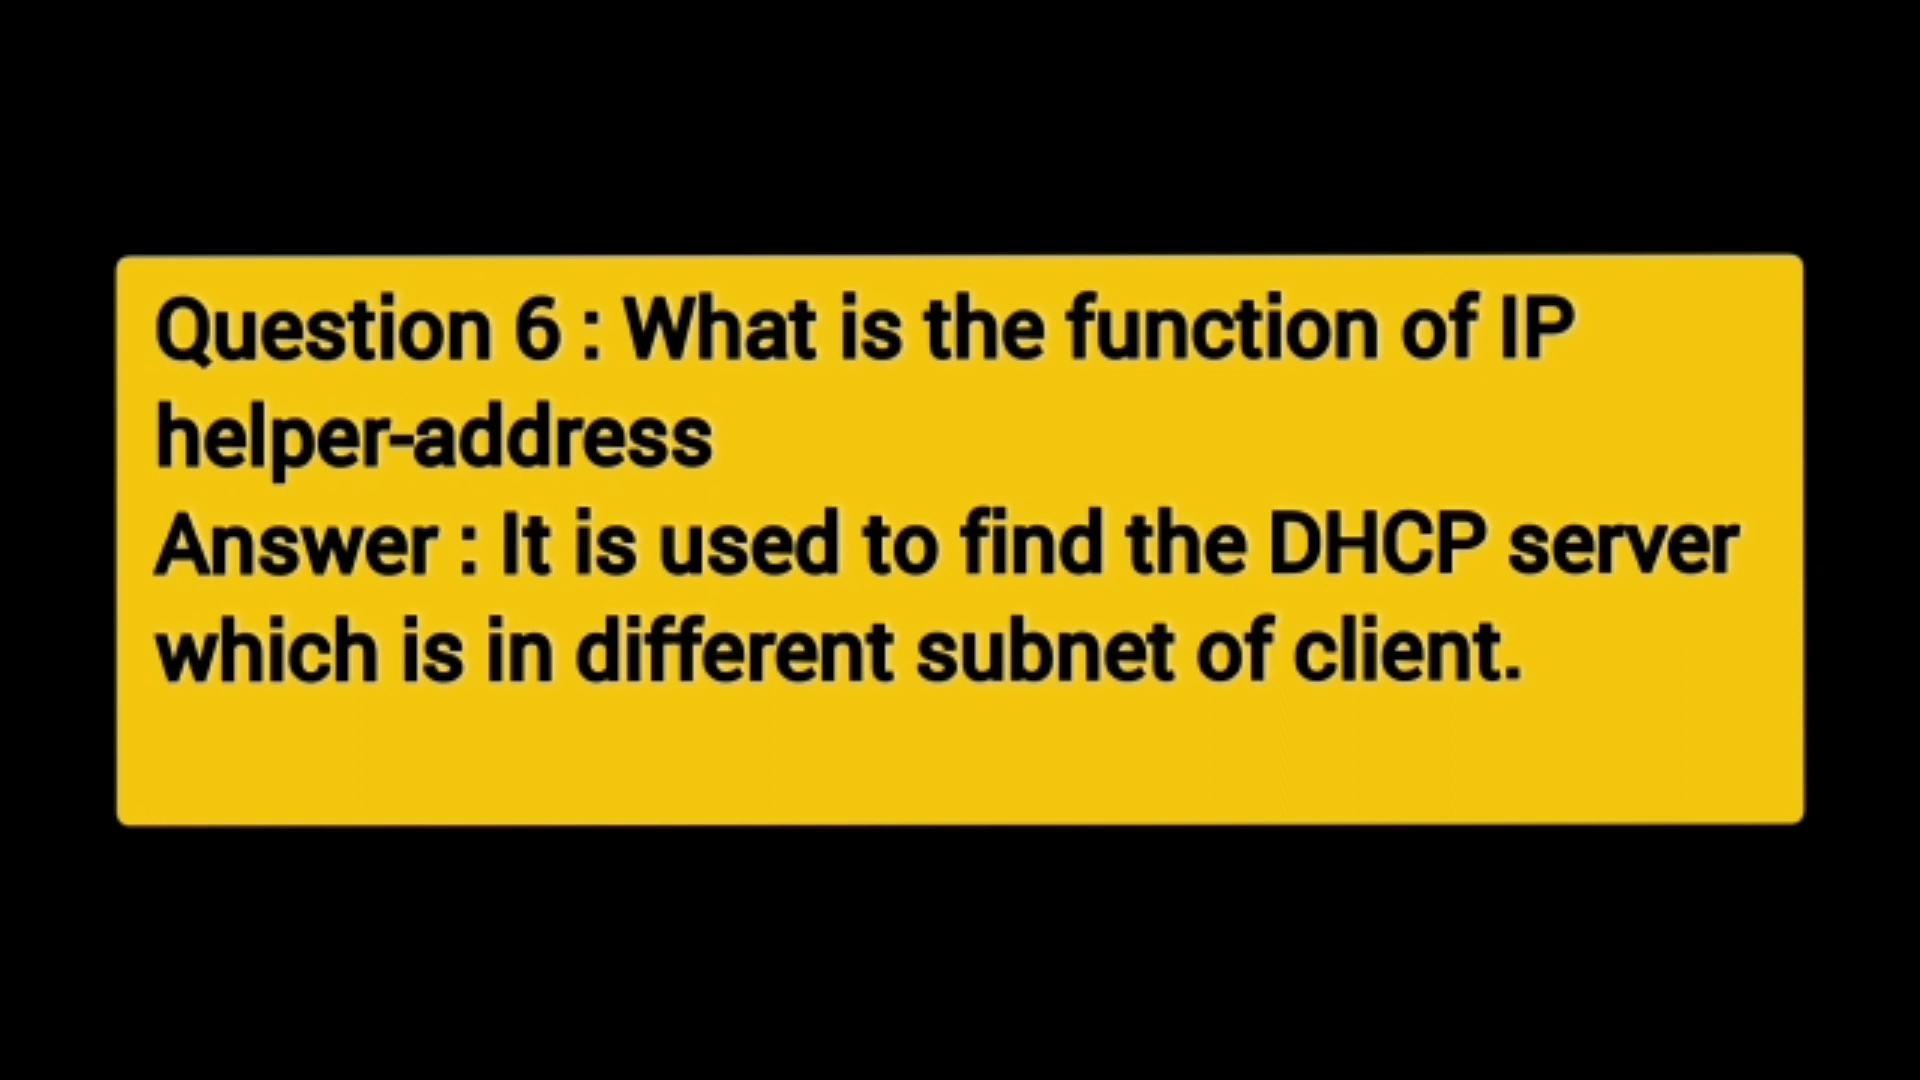 Question 6 : What is the function of IP
helper-address
Answer : It is used to find the DHCP server
which is in different subnet of client.